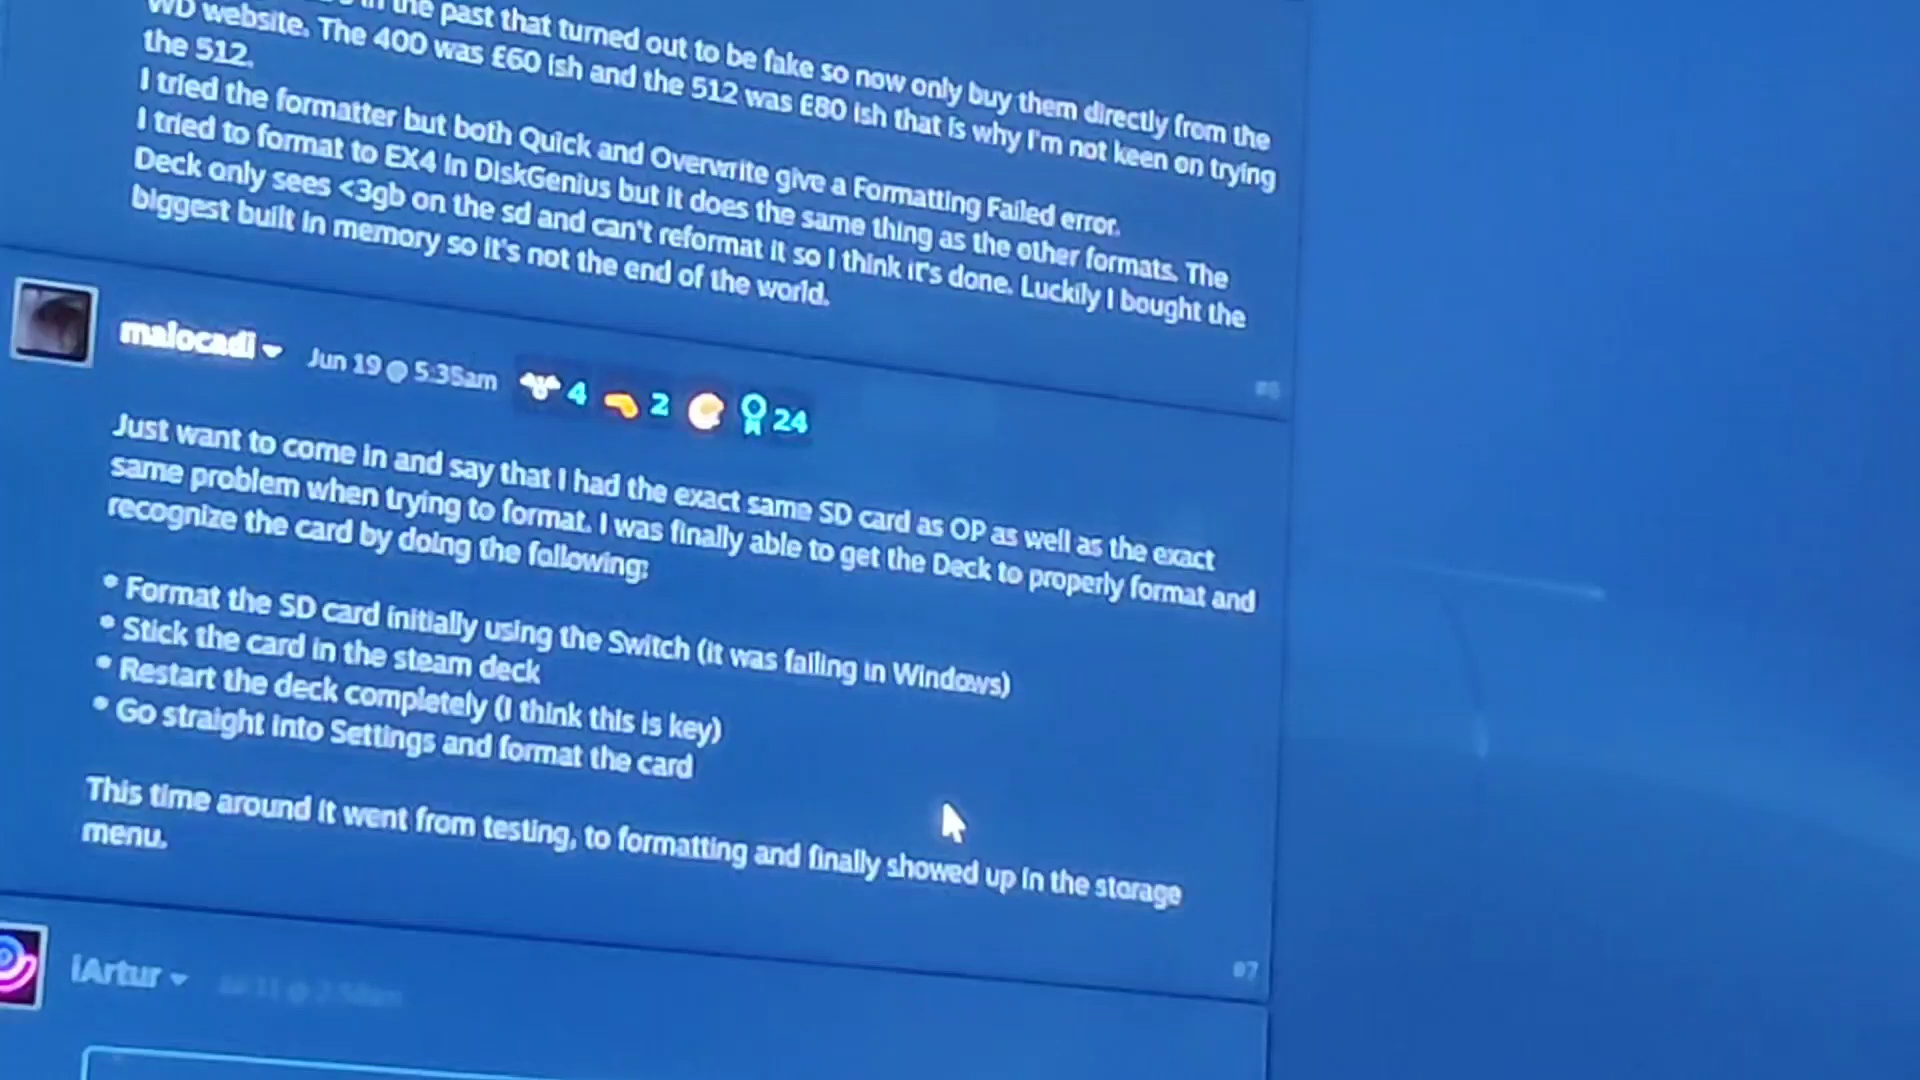 in the past that turned out to be fake so now only buy them directly from the
WD website. The 400 was £60 ish and the 512 was £80 ish that is why I'm not keen on trying
the 512.
I tried the formatter but both Quick and Overwrite give a Formatting Failed error.
I tried to format to EX4 in DiskGenius but it does the same thing as the other formats. The
Deck only sees <3gb on the sd and can't reformat it so I think it's done. Luckily I bought the
biggest built in memory so it's not the end of the world.
#6
malocadi Jun 19 @ 5:35am 4 2 24
Just want to come in and say that I had the exact same SD card as OP as well as the exact
same problem when trying to format. I was finally able to get the Deck to properly format and
recognize the card by doing the following:
• Format the SD card initially using the Switch (it was failing in Windows)
• Stick the card in the steam deck
• Restart the deck completely (I think this is key)
• Go straight into Settings and format the card
This time around it went from testing, to formatting and finally showed up in the storage
menu.
#7
iArtur